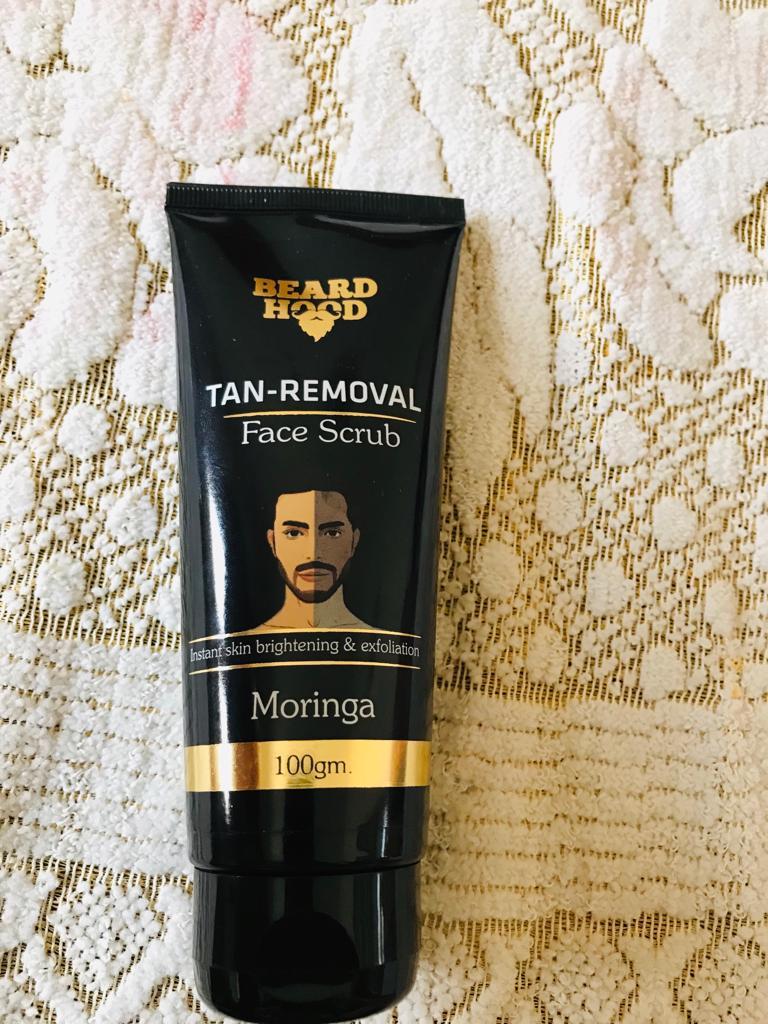 BEARD
HOOD
TAN-REMOVAL
Face Scrub
Instant skin brightening & exfoliation
Moringa
100gm.